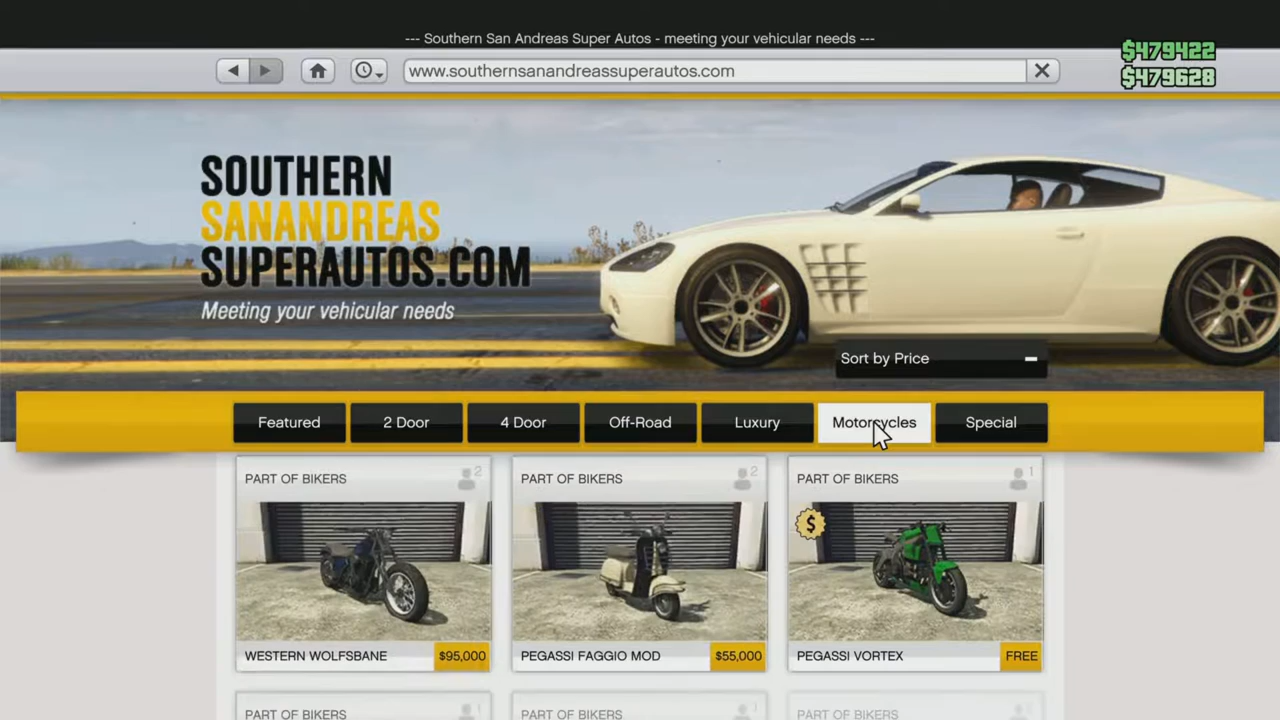 --- Southern San Andreas Super Autos - meeting your vehicular needs ---
$479422
$479628
www.southernsanandreassuperautos.com
SOUTHERN
SANANDREAS
SUPERAUTOS.COM
Meeting your vehicular needs
Sort by Price
Featured 2 Door 4 Door Off-Road Luxury Motorcycles Special
PART OF BIKERS 2 PART OF BIKERS 2 PART OF BIKERS 1
$
WESTERN WOLFSBANE $95,000 PEGASSI FAGGIO MOD $55,000 PEGASSI VORTEX FREE
PART OF BIKERS 1 PART OF BIKERS PART OF BIKERS